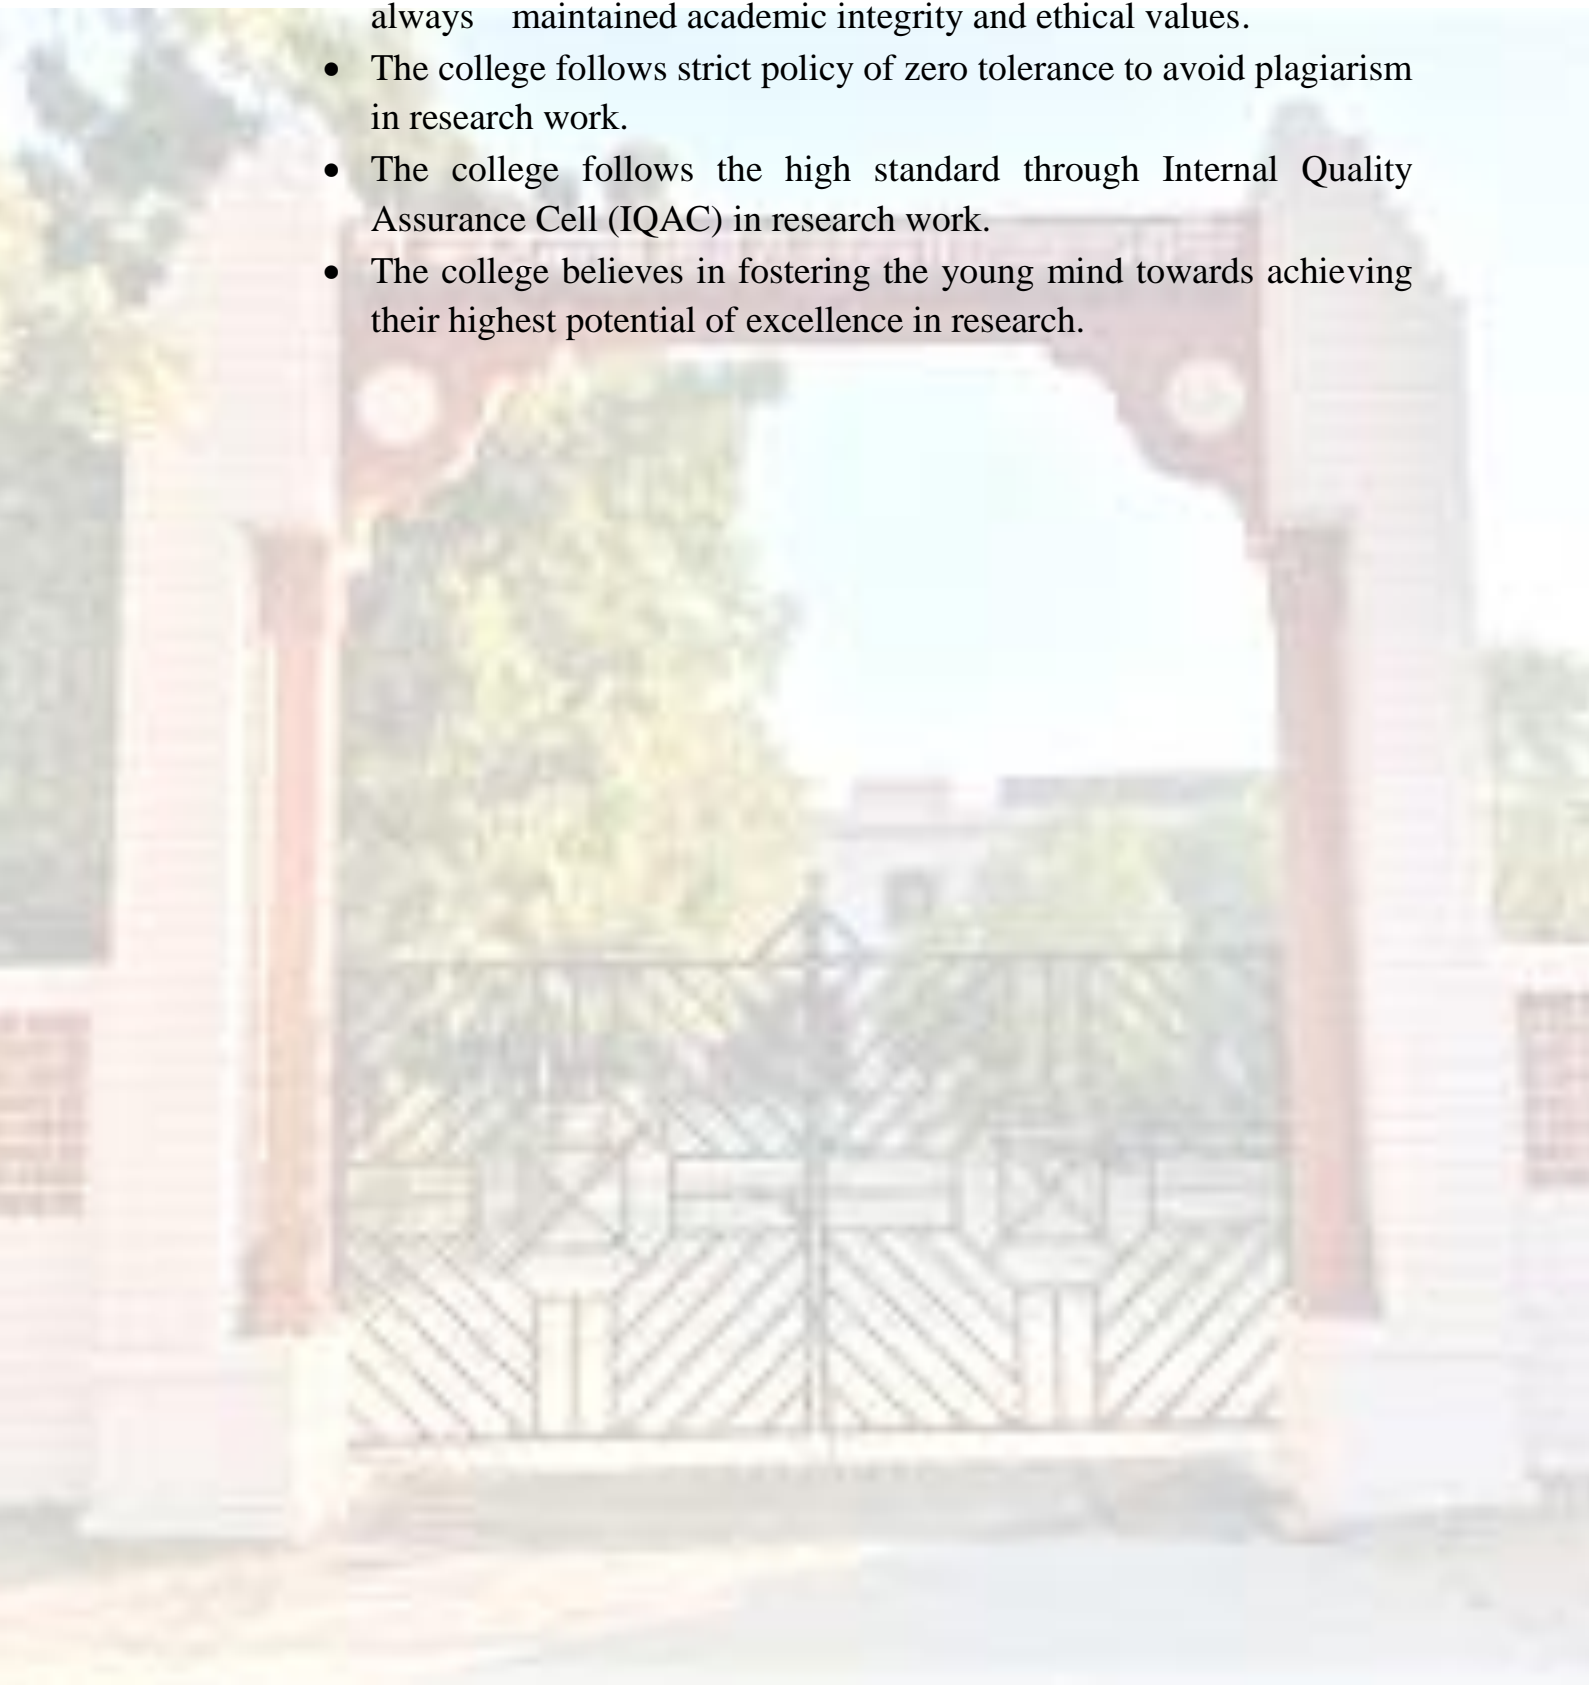 always maintained academic integrity and ethical values.
• The college follows strict policy of zero tolerance to avoid plagiarism
in research work.
• The college follows the high standard through Internal Quality
Assurance Cell (IQAC) in research work.
• The college believes in fostering the young mind towards achieving
their highest potential of excellence in research.